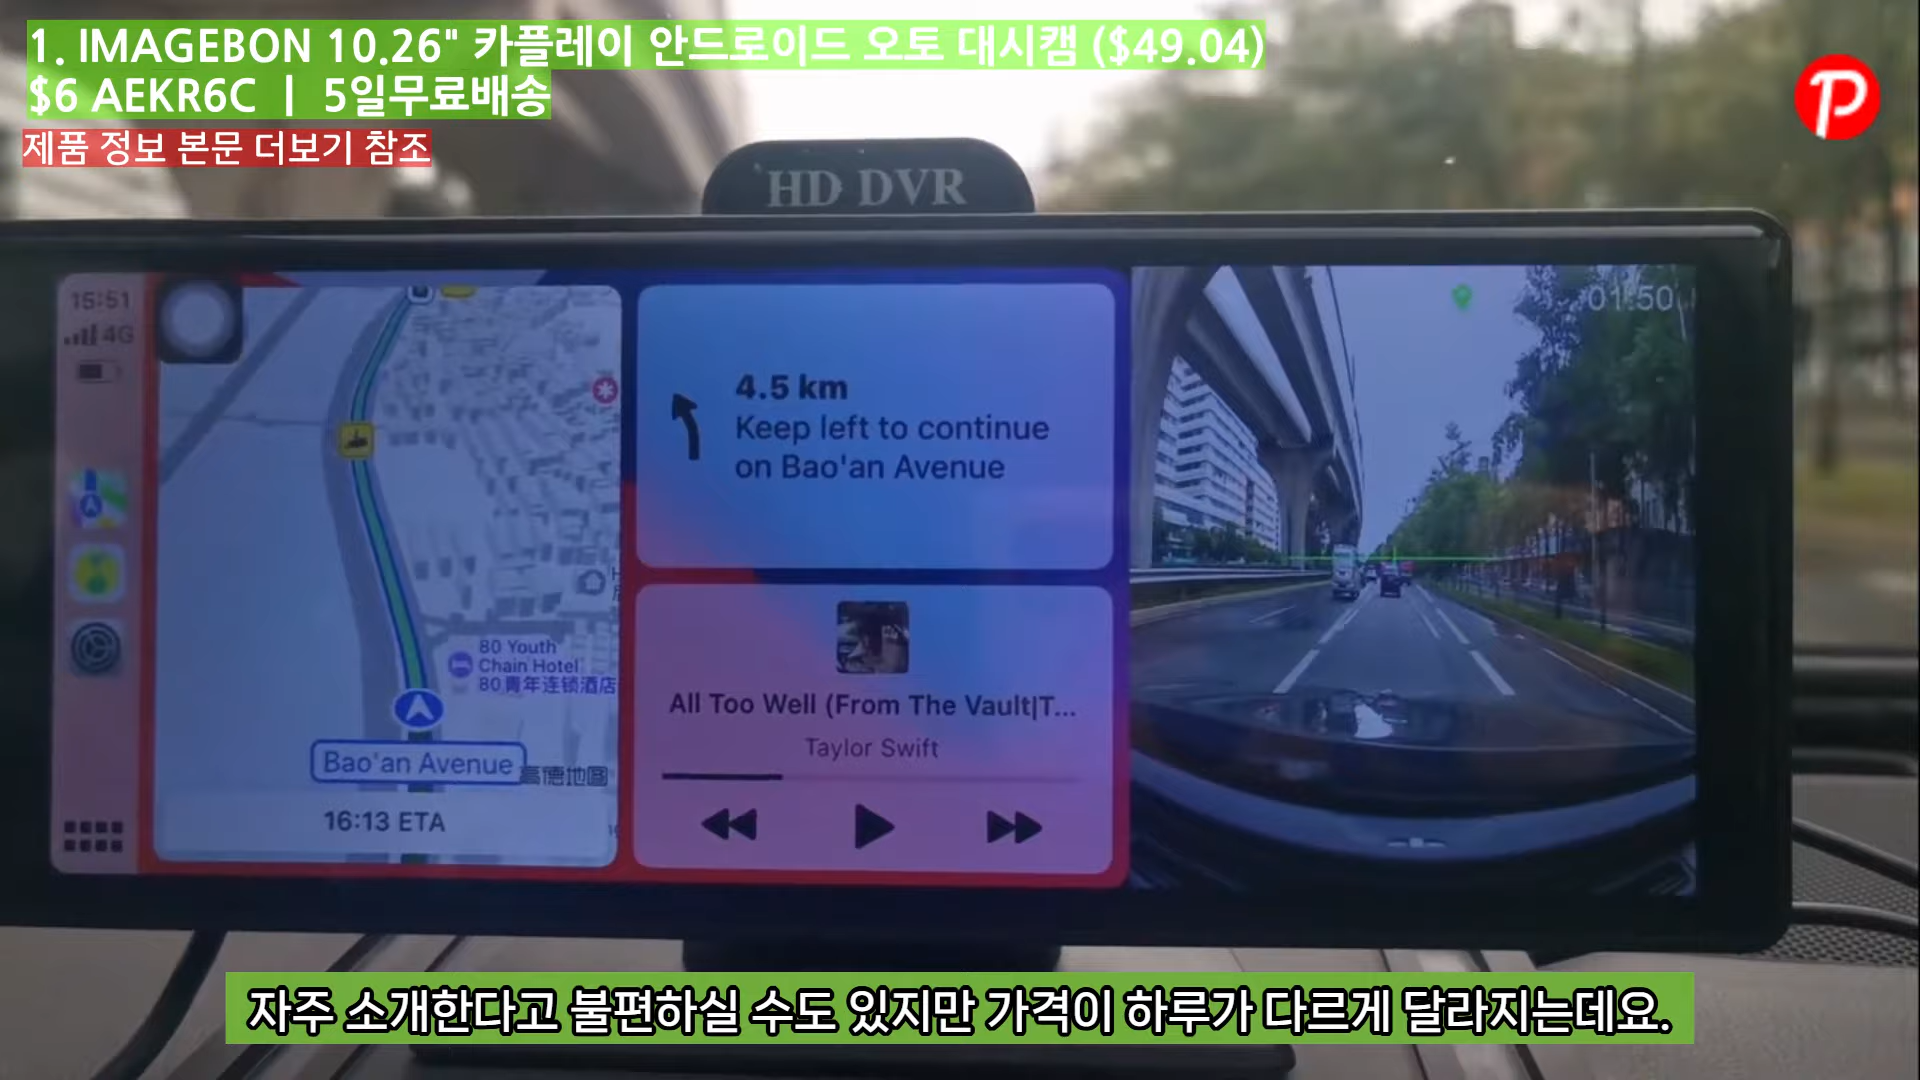 1. IMAGEBON 10.26" 카플레이 안드로이드 오토 대시캠 ($49.04)
$6 AEKR6C | 5일무료배송
제품 정보 본문 더보기 참조
P
HD DVR
15:51
4G
01:50
4.5 km
Keep left to continue
on Bao'an Avenue
80 Youth
Chain Hotel
80青年连锁酒店
All Too Well (From The Vault|T...
Taylor Swift
Bao'an Avenue
高德地圖
16:13 ETA
자주 소개한다고 불편하실 수도 있지만 가격이 하루가 다르게 달라지는데요.